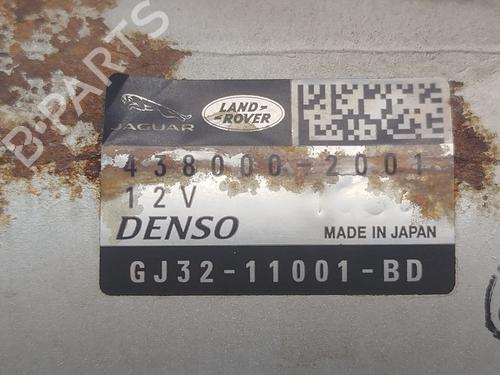 B-PARTS
JAGUAR
LAND-
-ROVER
438000-2001
12V
DENSO
MADE IN JAPAN
GJ32-11001-BD